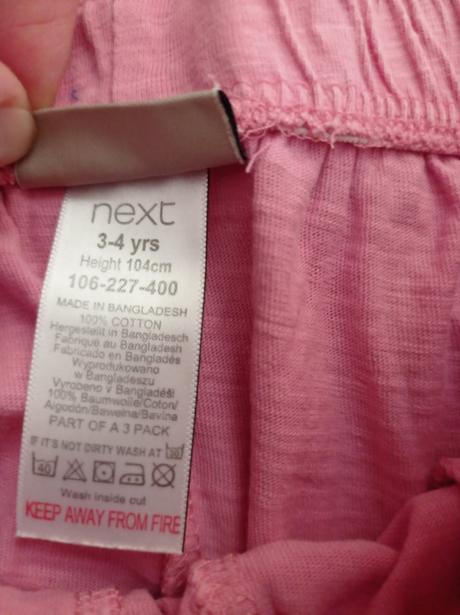 next
3-4 yrs
Height 104cm
106-227-400
MADE IN BANGLADESH
100% COTTON
Hergestellt in Bangladesch
Fabriqué au Bangladesh
Fabricado en Bangladés
Wyprodukowano
w Bangladeszu
Vyrobeno v Bangladéši
100% Baumwolle/Coton/
Algodón/Bawełna/Bavlna
PART OF A 3 PACK
IF IT'S NOT DIRTY WASH AT 30
40
Wash inside out
KEEP AWAY FROM FIRE